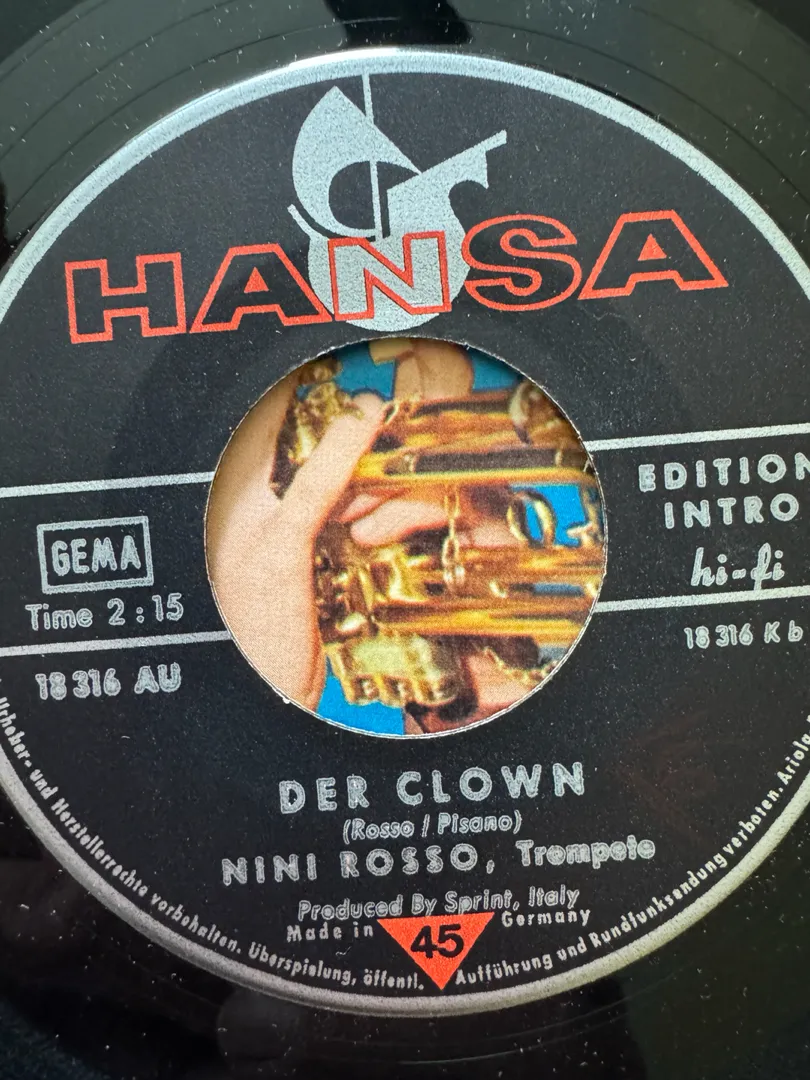 HANSA
EDITION
INTRO
hi-fi
GEMA
Time 2:15
18 316 AU
18 316 Kb
DER CLOWN
(Rosso / Pisano)
NINI ROSSO, Trompete
Produced By Sprint, Italy
Made in Germany
45
Urheber- und Herstellerrechte vorbehalten. Überspielung, öffentl. Aufführung und Rundfunksendung verboten. Ariola